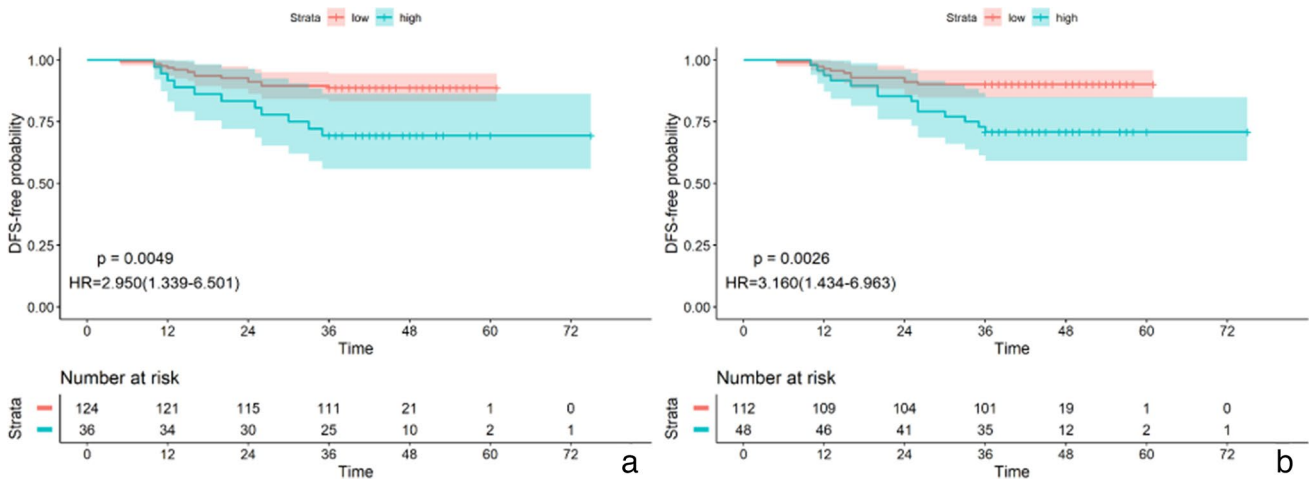 Strata low high
1.00
0.75
0.50
0.25
0.00
DFS-free probability
p = 0.0049
HR=2.950(1.339-6.501)
0 12 24 36 48 60 72
Time
Number at risk
Strata
124 121 115 111 21 1 0
36 34 30 25 10 2 1
0 12 24 36 48 60 72
Time
a
Strata low high
1.00
0.75
0.50
0.25
0.00
DFS-free probability
p = 0.0026
HR=3.160(1.434-6.963)
0 12 24 36 48 60 72
Time
Number at risk
Strata
112 109 104 101 19 1 0
48 46 41 35 12 2 1
0 12 24 36 48 60 72
Time
b